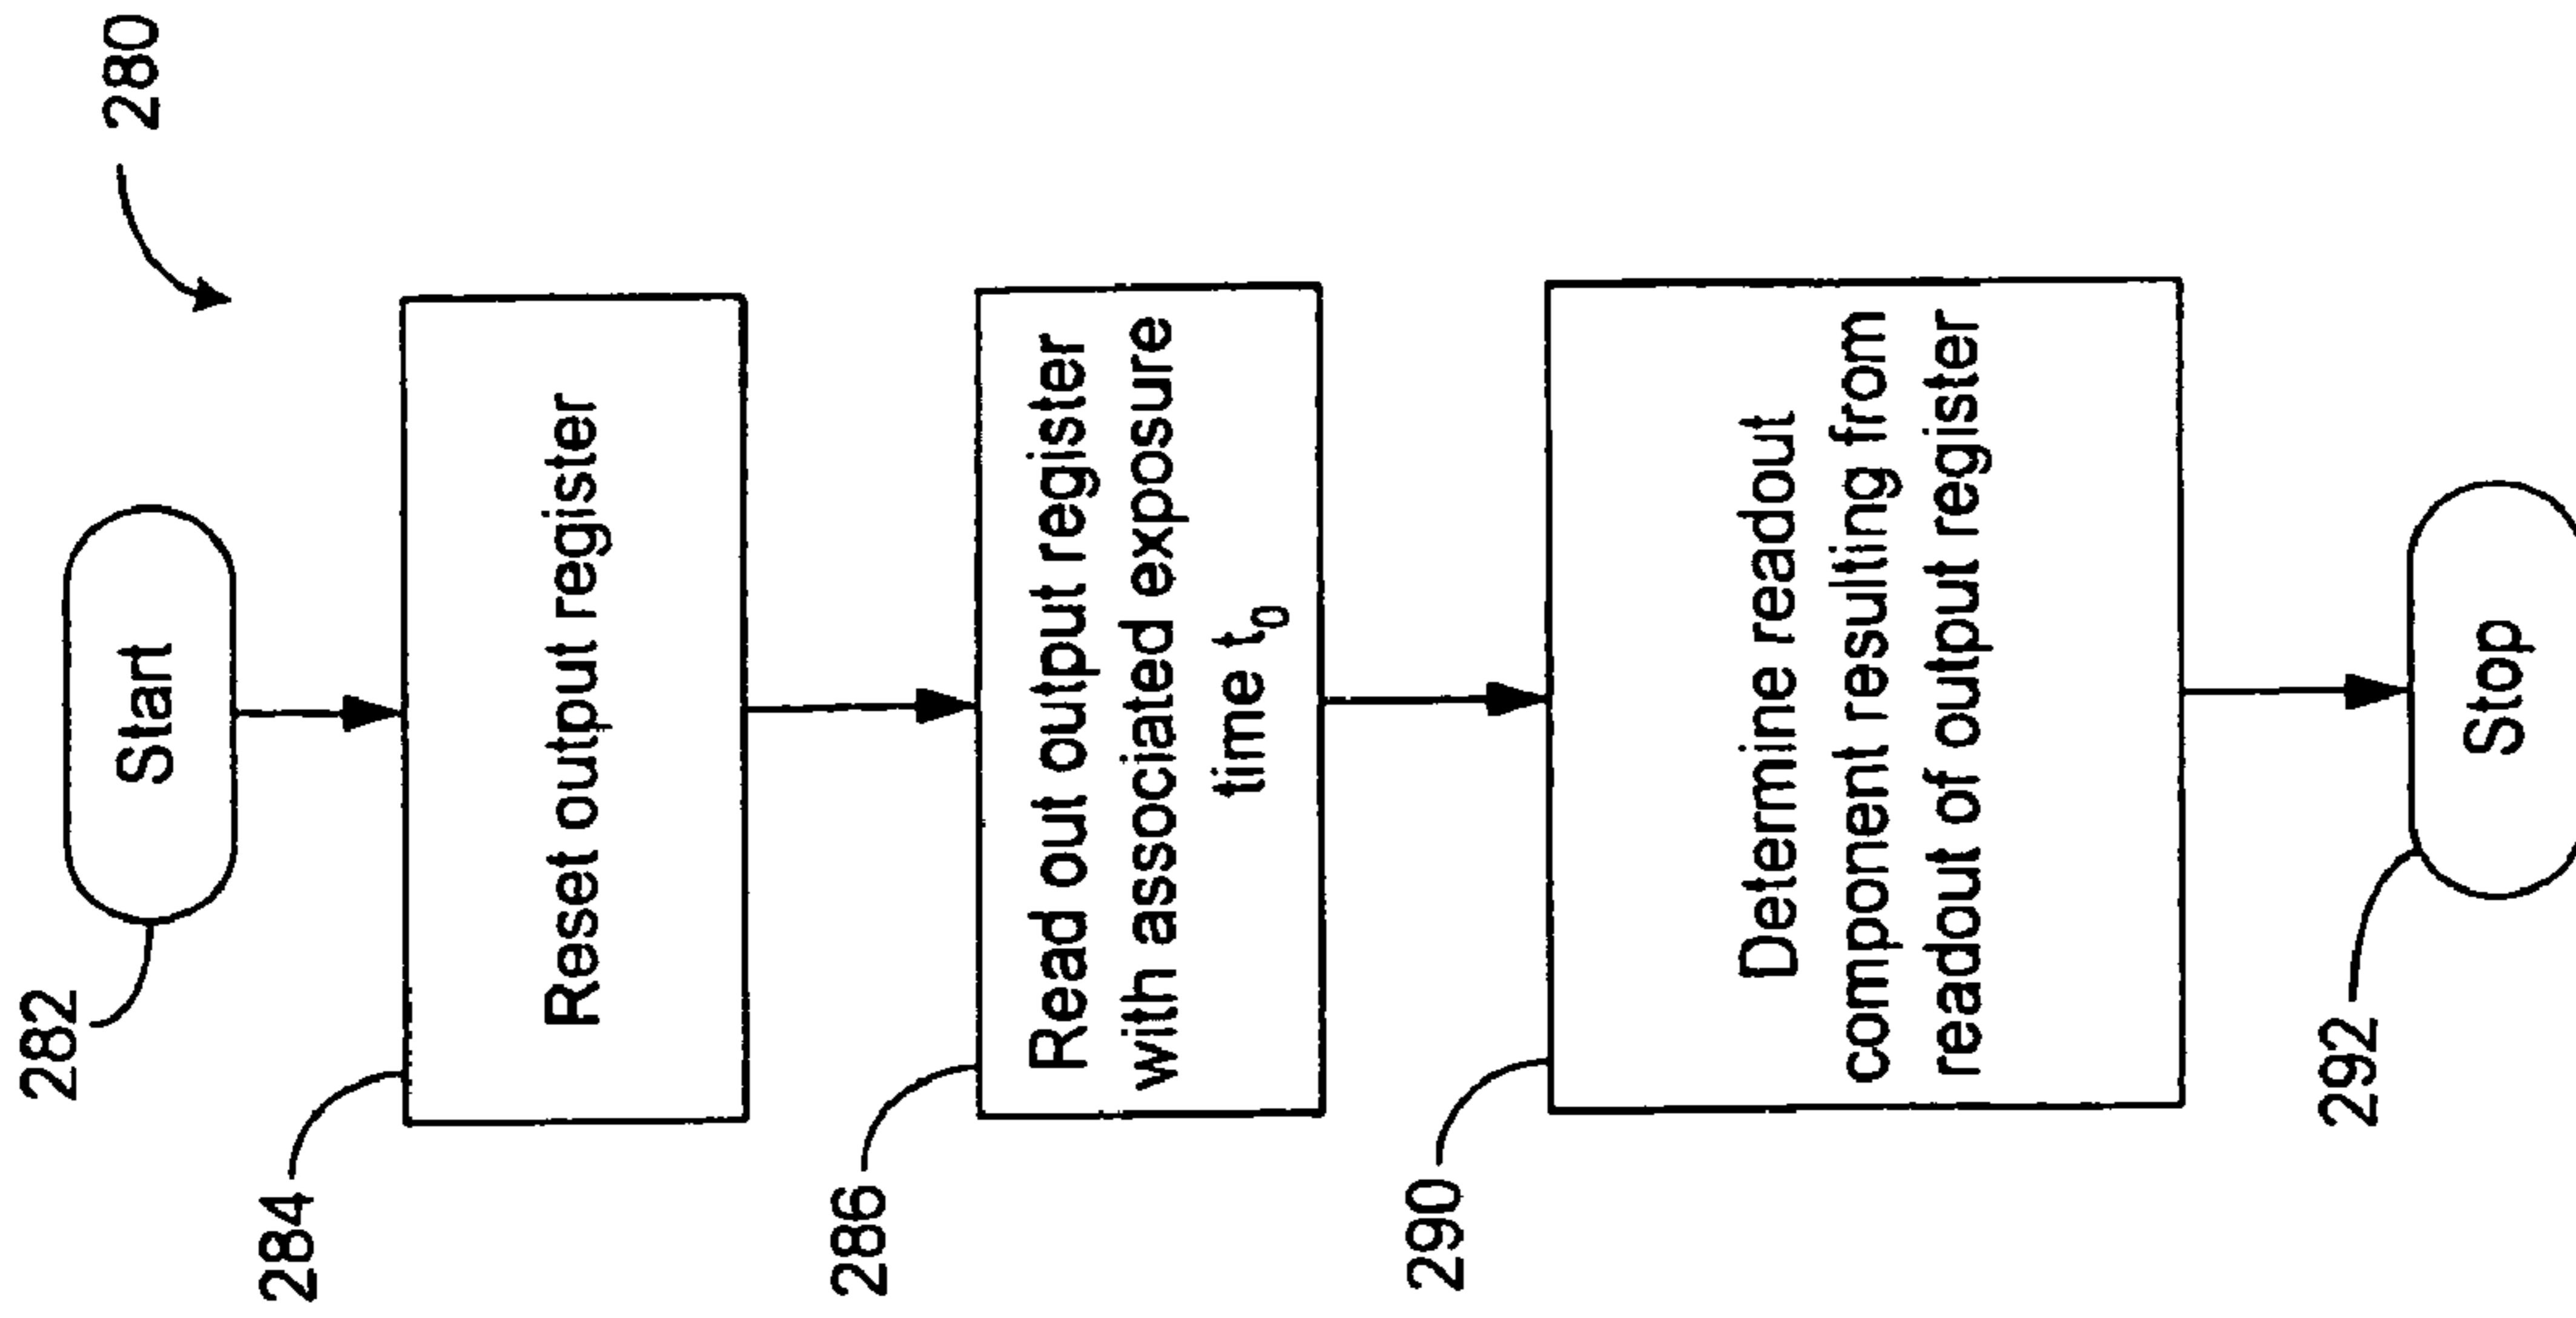 280
282
Start
284
Reset output register
286
Read out output register
with associated exposure
time t₀
290
Determine readout
component resulting from
readout of output register
292
Stop